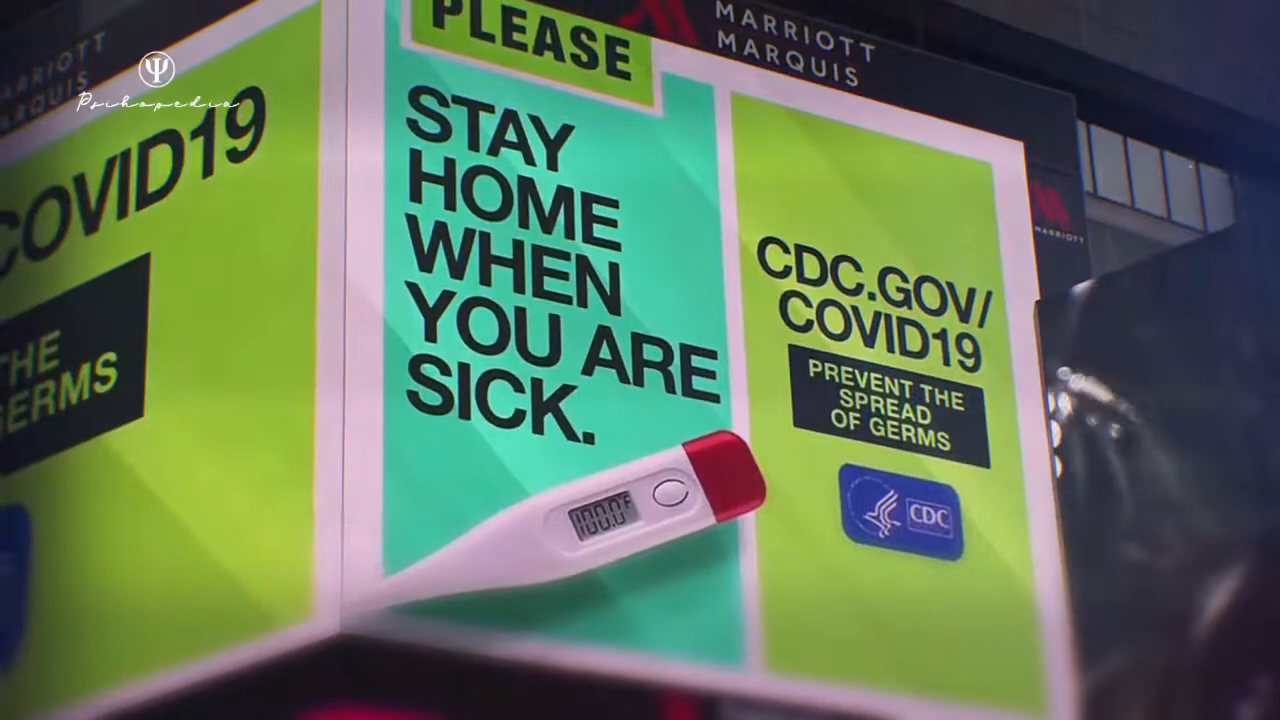 MARRIOTT
MARQUIS
Psihopedia
COVID19
THE
GERMS
PLEASE
STAY
HOME
WHEN
YOU ARE
SICK.
100.0°F
MARRIOTT
MARQUIS
CDC.GOV/
COVID19
PREVENT THE
SPREAD
OF GERMS
CDC
MARRIOTT